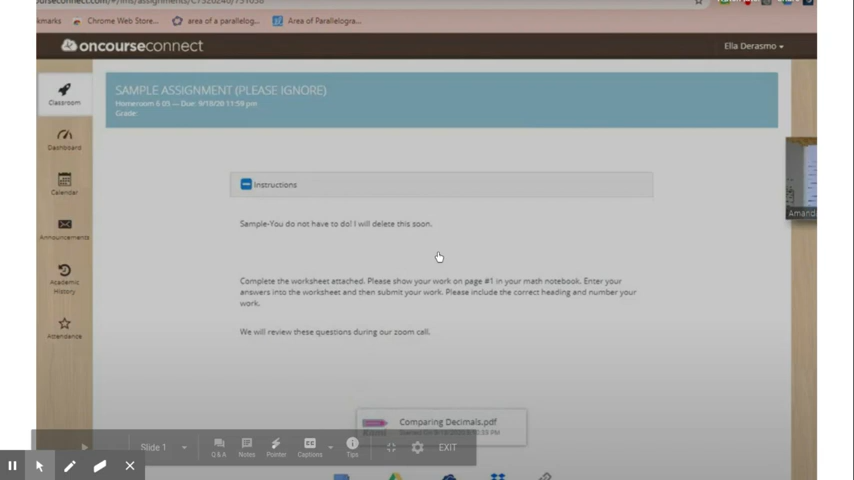 okmarks Chrome Web Store... area of a parallelog... Area of Parallelogra...
oncourseconnect
Ella Derasmo
SAMPLE ASSIGNMENT (PLEASE IGNORE)
Homeroom 6 05 — Due: 9/18/20 11:59 pm
Grade:
Classroom
Dashboard
Calendar
Announcements
Academic
History
Attendance
Instructions
Sample-You do not have to do! I will delete this soon.
Complete the worksheet attached. Please show your work on page #1 in your math notebook. Enter your
answers into the worksheet and then submit your work. Please include the correct heading and number your
work.
We will review these questions during our zoom call.
Amand
Comparing Decimals.pdf
Slide 1
Q & A
Notes
Pointer
Captions
Tips
EXIT